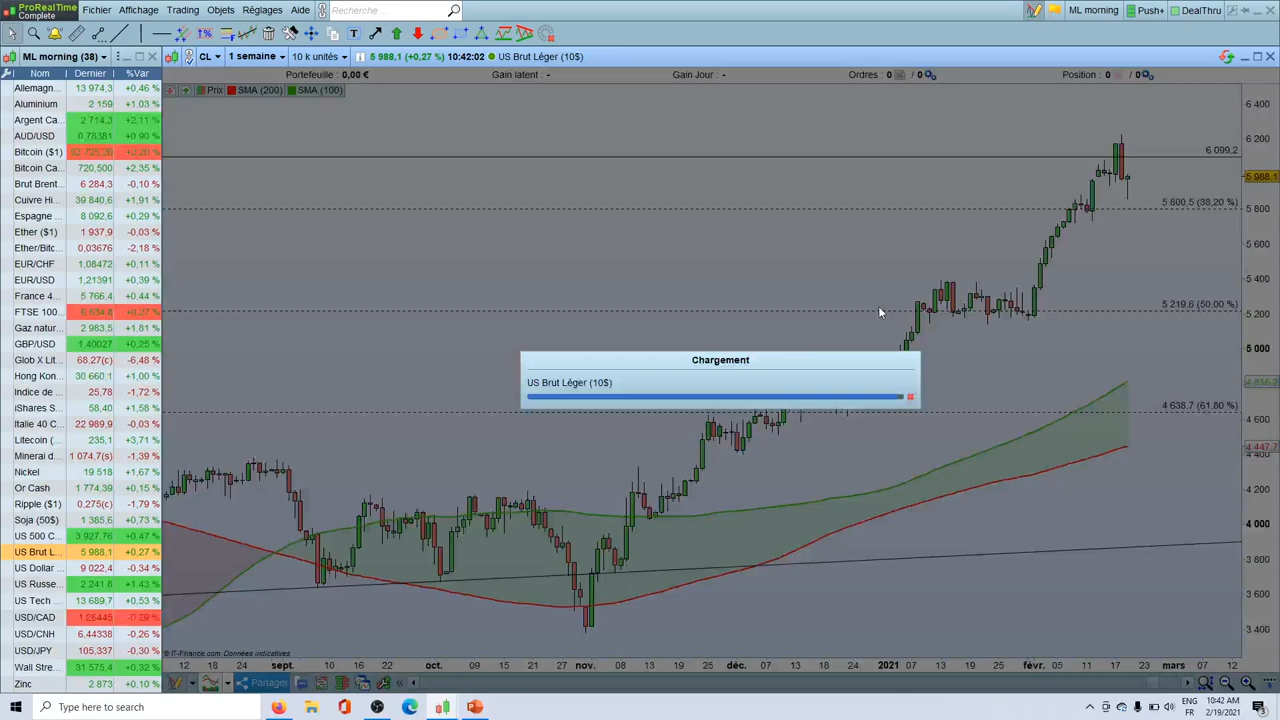 ProRealTime
Complete
Fichier Affichage Trading Objets Réglages Aide
Recherche ...
ML morning Push+ DealThru
ML morning (38)
CL 1 semaine 10 k unités 5 988,1 (+0,27 %) 10:42:02 US Brut Léger (10$)
Nom Dernier %Var
Portefeuille : 0,00 € Gain latent : - Gain Jour : - Ordres : 0 / 0 Position : 0 / 0
Prix SMA (200) SMA (100)
Allemagn... 13 974,3 +0,46 %
Aluminium 2 159 +1.03 %
Argent Ca... 2 714,3 +2,11 %
AUD/USD 0,78381 +0.90 %
Bitcoin ($1) +0,20 %
Bitcoin Ca... 720,500 +2,35 %
Brut Brent... 6 284,3 -0,10 %
Cuivre Hi... 39 840,6 +1,91 %
Espagne ... 8 092,6 +0,29 %
Ether ($1) 1 937,9 -0,03 %
Ether/Bitc... 0,03676 -2,18 %
EUR/CHF 1,08472 +0,11 %
EUR/USD 1,21391 +0,39 %
France 4... 5 766,4 +0.44 %
FTSE 100... 6 634,8 +0,27 %
Gaz natur... 2 983,5 +1.81 %
GBP/USD 1,40027 +0,25 %
Glob X Lit... 68,27(c) -6,48 %
Hong Kon... 30 660,1 +1,00 %
Indice de ... 25,78 -1,72 %
iShares S... 58,40 +1,58 %
Italie 40 C... 22 989,9 -0,03 %
Litecoin (... 235,1 +3,71 %
Minerai d... 1 074,7(s) -1,39 %
Nickel 19 518 +1,67 %
Or Cash 1 774,39 +0,15 %
Ripple ($1) 0,275(c) -1,79 %
Soja (50$) 1 385,6 +0,73 %
US 500 C... 3 927,76 +0,47 %
US Brut L... 5 988,1 +0,27 %
US Dollar ... 9 022,4 -0,34 %
US Russe... 2 241,8 +1,43 %
US Tech ... 13 689,7 +0,53 %
USD/CAD 1,26445 -0,29 %
USD/CNH 6,44338 -0,26 %
USD/JPY 105,337 -0,30 %
Wall Stre... 31 575,4 +0,32 %
Zinc 2 873 +0,10 %
6 400
6 200
6 099,2
5 988,1
5 800,5 (38,20 %)
5 800
5 600
5 400
5 219,6 (50,00 %)
5 200
5 000
4 816,2
4 638,7 (61,80 %)
4 600
4 447,7
4 400
4 200
4 000
3 800
3 600
3 400
Chargement
US Brut Léger (10$)
© IT-Finance.com Données indicatives
12 18 24 sept. 10 16 22 oct. 09 15 21 nov. 08 15 22 déc. 06 12 18 2021 07 13 19 25 févr. 05 11 17 23 mars 07 12
Partager
Type here to search
ENG
FR
10:42 AM
2/19/2021
3